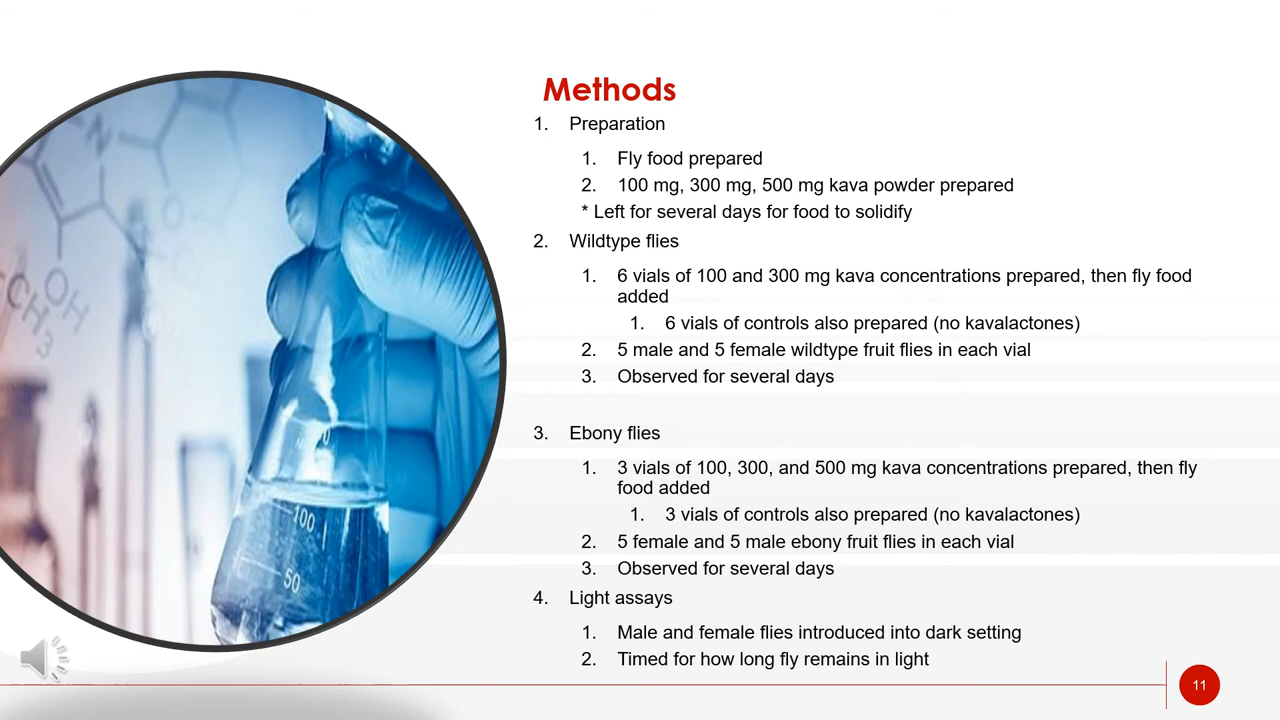 Methods
1. Preparation
1. Fly food prepared
2. 100 mg, 300 mg, 500 mg kava powder prepared
* Left for several days for food to solidify
2. Wildtype flies
1. 6 vials of 100 and 300 mg kava concentrations prepared, then fly food
added
1. 6 vials of controls also prepared (no kavalactones)
2. 5 male and 5 female wildtype fruit flies in each vial
3. Observed for several days
3. Ebony flies
1. 3 vials of 100, 300, and 500 mg kava concentrations prepared, then fly
food added
1. 3 vials of controls also prepared (no kavalactones)
2. 5 female and 5 male ebony fruit flies in each vial
3. Observed for several days
4. Light assays
1. Male and female flies introduced into dark setting
2. Timed for how long fly remains in light
11
N
O
OH
CH3
100
50